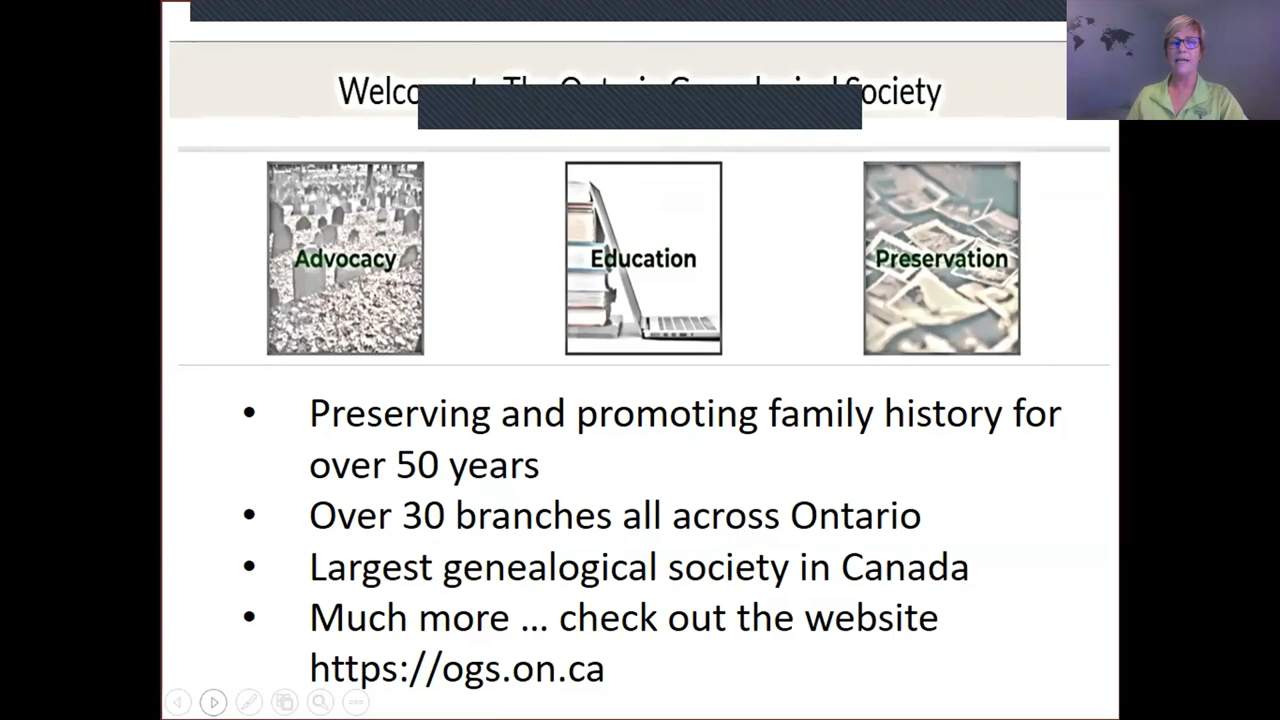 Welcome to The Ontario Genealogical Society
Advocacy
Education
Preservation
• Preserving and promoting family history for
over 50 years
• Over 30 branches all across Ontario
• Largest genealogical society in Canada
• Much more ... check out the website
https://ogs.on.ca